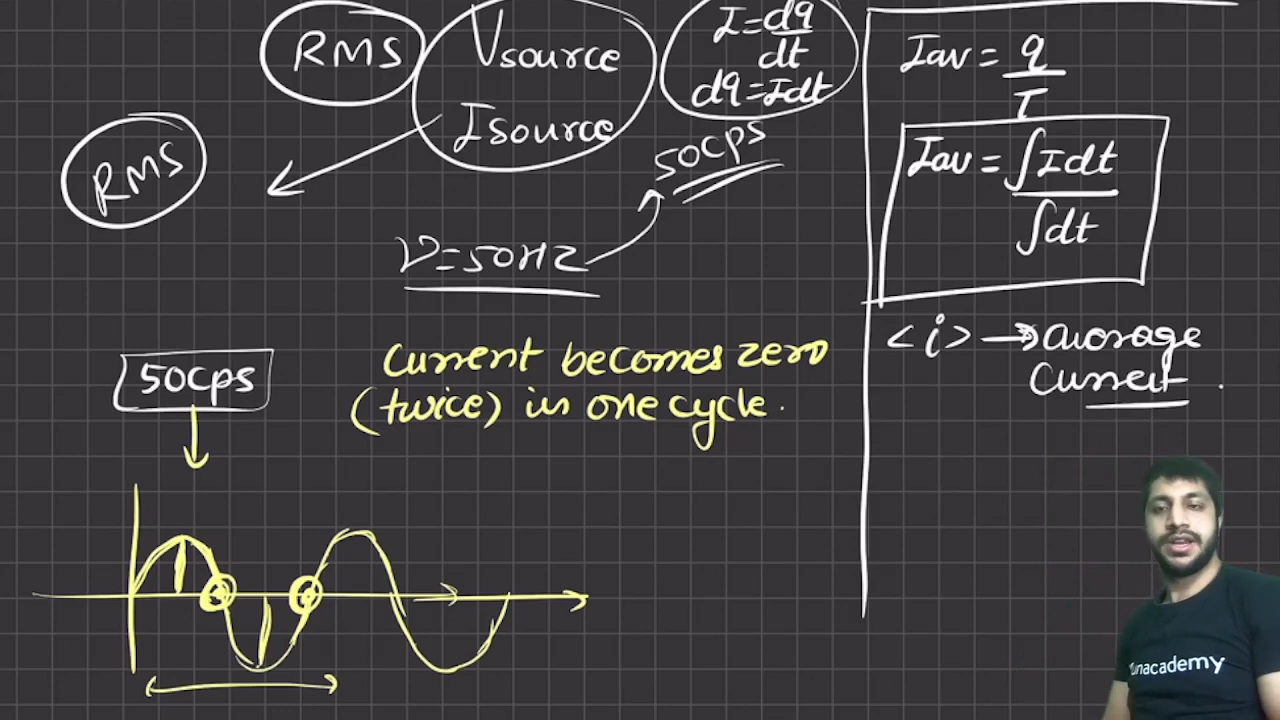 RMS
Vsource
Isource
I=dq/dt
dq=Idt
RMS
50cps
ν=50HZ
50cps
Current becomes zero
(twice) in one cycle.
Iav = q/T
Iav = ∫Idt/∫dt
<i> → average
Current.
unacademy